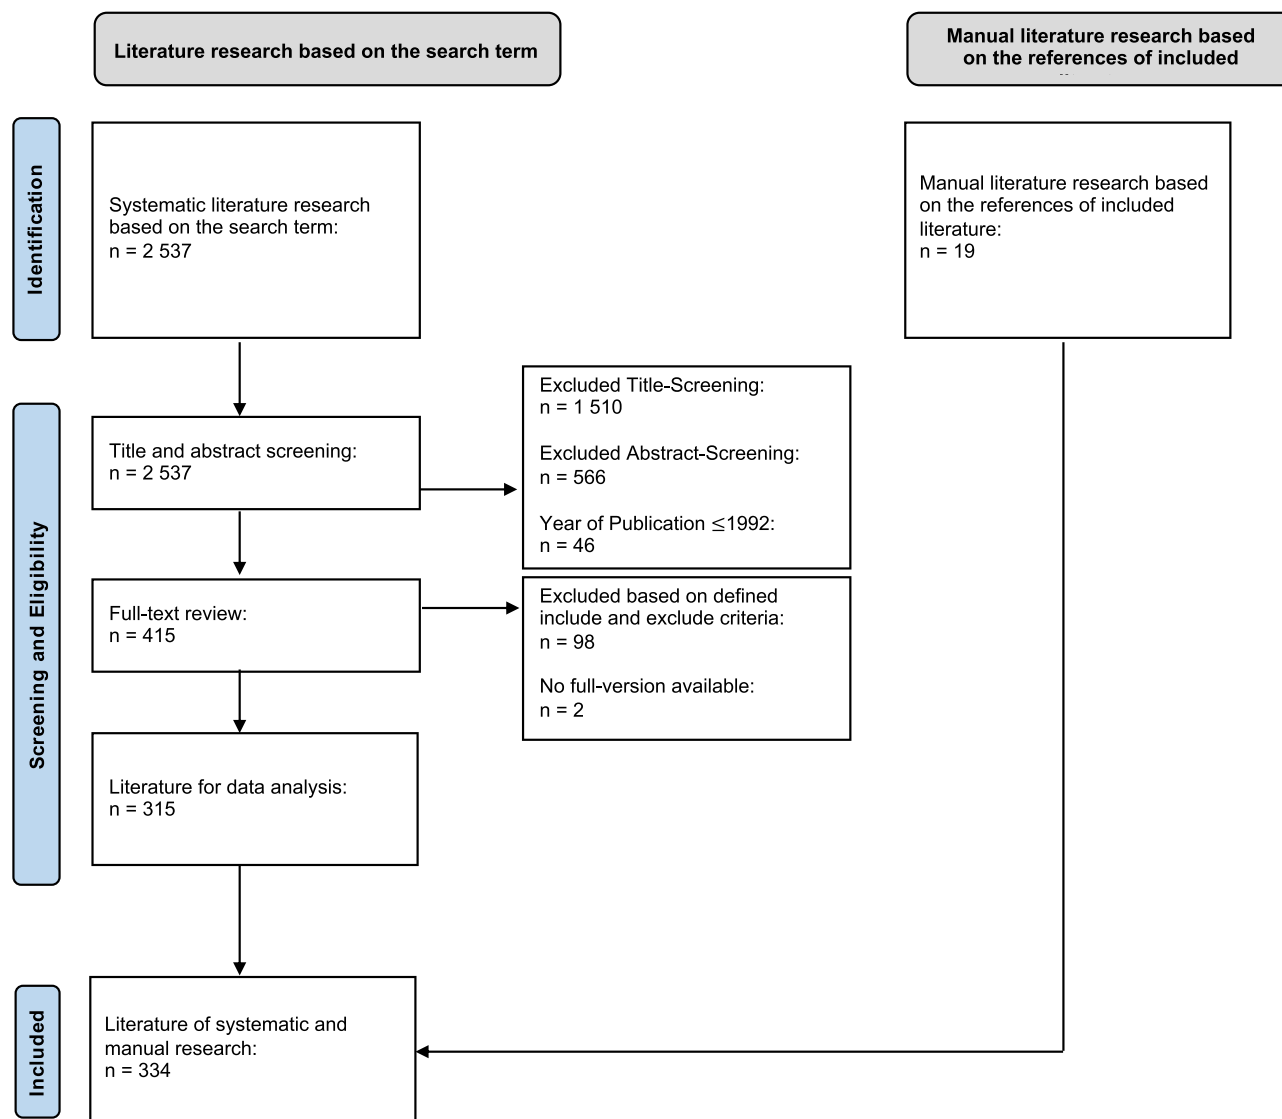 Literature research based on the search term
Manual literature research based
on the references of included
Identification
Systematic literature research
based on the search term:
n = 2 537
Manual literature research based
on the references of included
literature:
n = 19
Screening and Eligibility
Title and abstract screening:
n = 2 537
Excluded Title-Screening:
n = 1 510
Excluded Abstract-Screening:
n = 566
Year of Publication ≤1992:
n = 46
Full-text review:
n = 415
Excluded based on defined
include and exclude criteria:
n = 98
No full-version available:
n = 2
Literature for data analysis:
n = 315
Included
Literature of systematic and
manual research:
n = 334